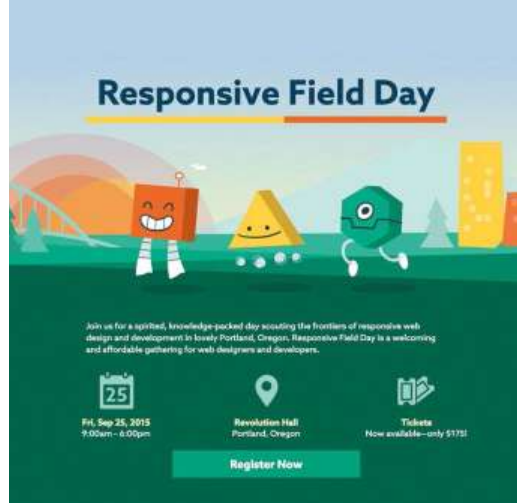 Responsive Field Day
Join us for a spirited, knowledge-packed day scouting the frontiers of responsive web
design and development in lovely Portland, Oregon. Responsive Field Day is a welcoming
and affordable gathering for web designers and developers.
25
Fri, Sep 25, 2015
9:00am - 6:00pm
Revolution Hall
Portland, Oregon
Tickets
Now available—only $175!
Register Now